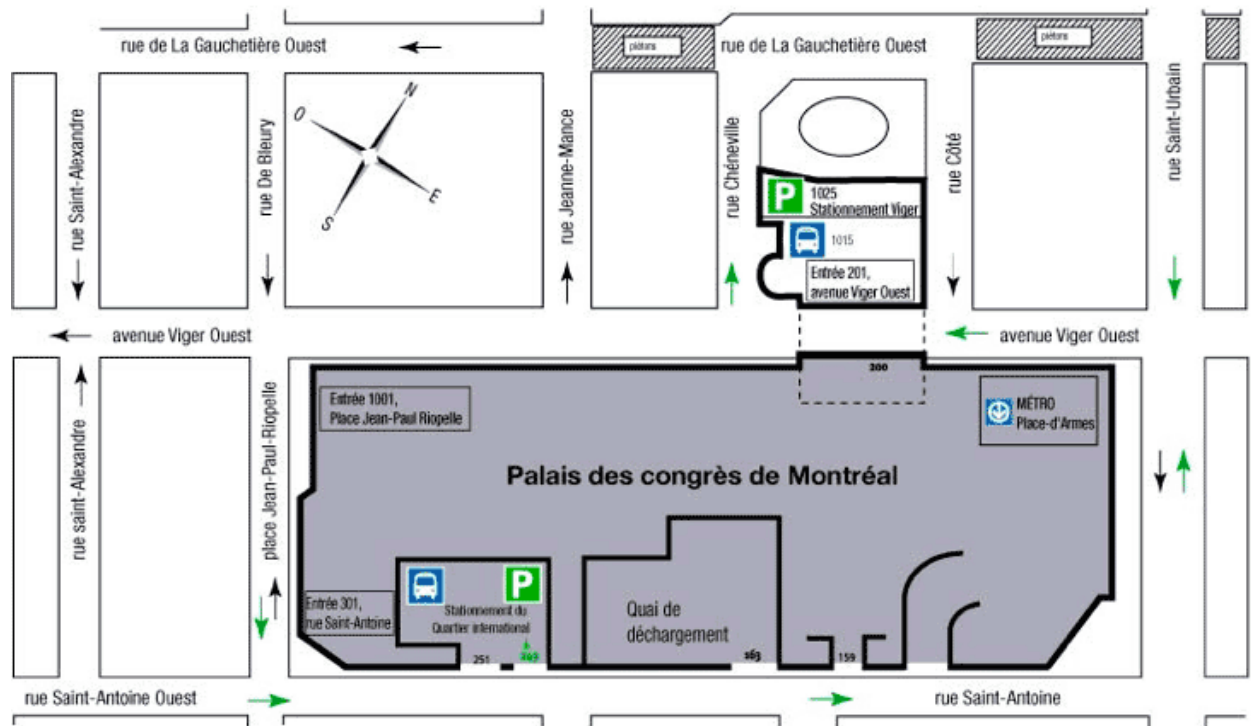 rue de La Gauchetière Ouest
piétons
rue de La Gauchetière Ouest
piétons
rue Saint-Alexandre
rue De Bleury
N
O
E
S
rue Jeanne-Mance
rue Chéneville
P
1025
Stationnement Viger
1015
Entrée 201,
avenue Viger Ouest
rue Côté
rue Saint-Urbain
avenue Viger Ouest
avenue Viger Ouest
rue saint-Alexandre
place Jean-Paul-Riopelle
Entrée 1001,
Place Jean-Paul Riopelle
200
MÉTRO
Place-d'Armes
Palais des congrès de Montréal
Entrée 301,
rue Saint-Antoine
P
Stationnement du
Quartier international
251
Quai de
déchargement
163
159
rue Saint-Antoine Ouest
rue Saint-Antoine